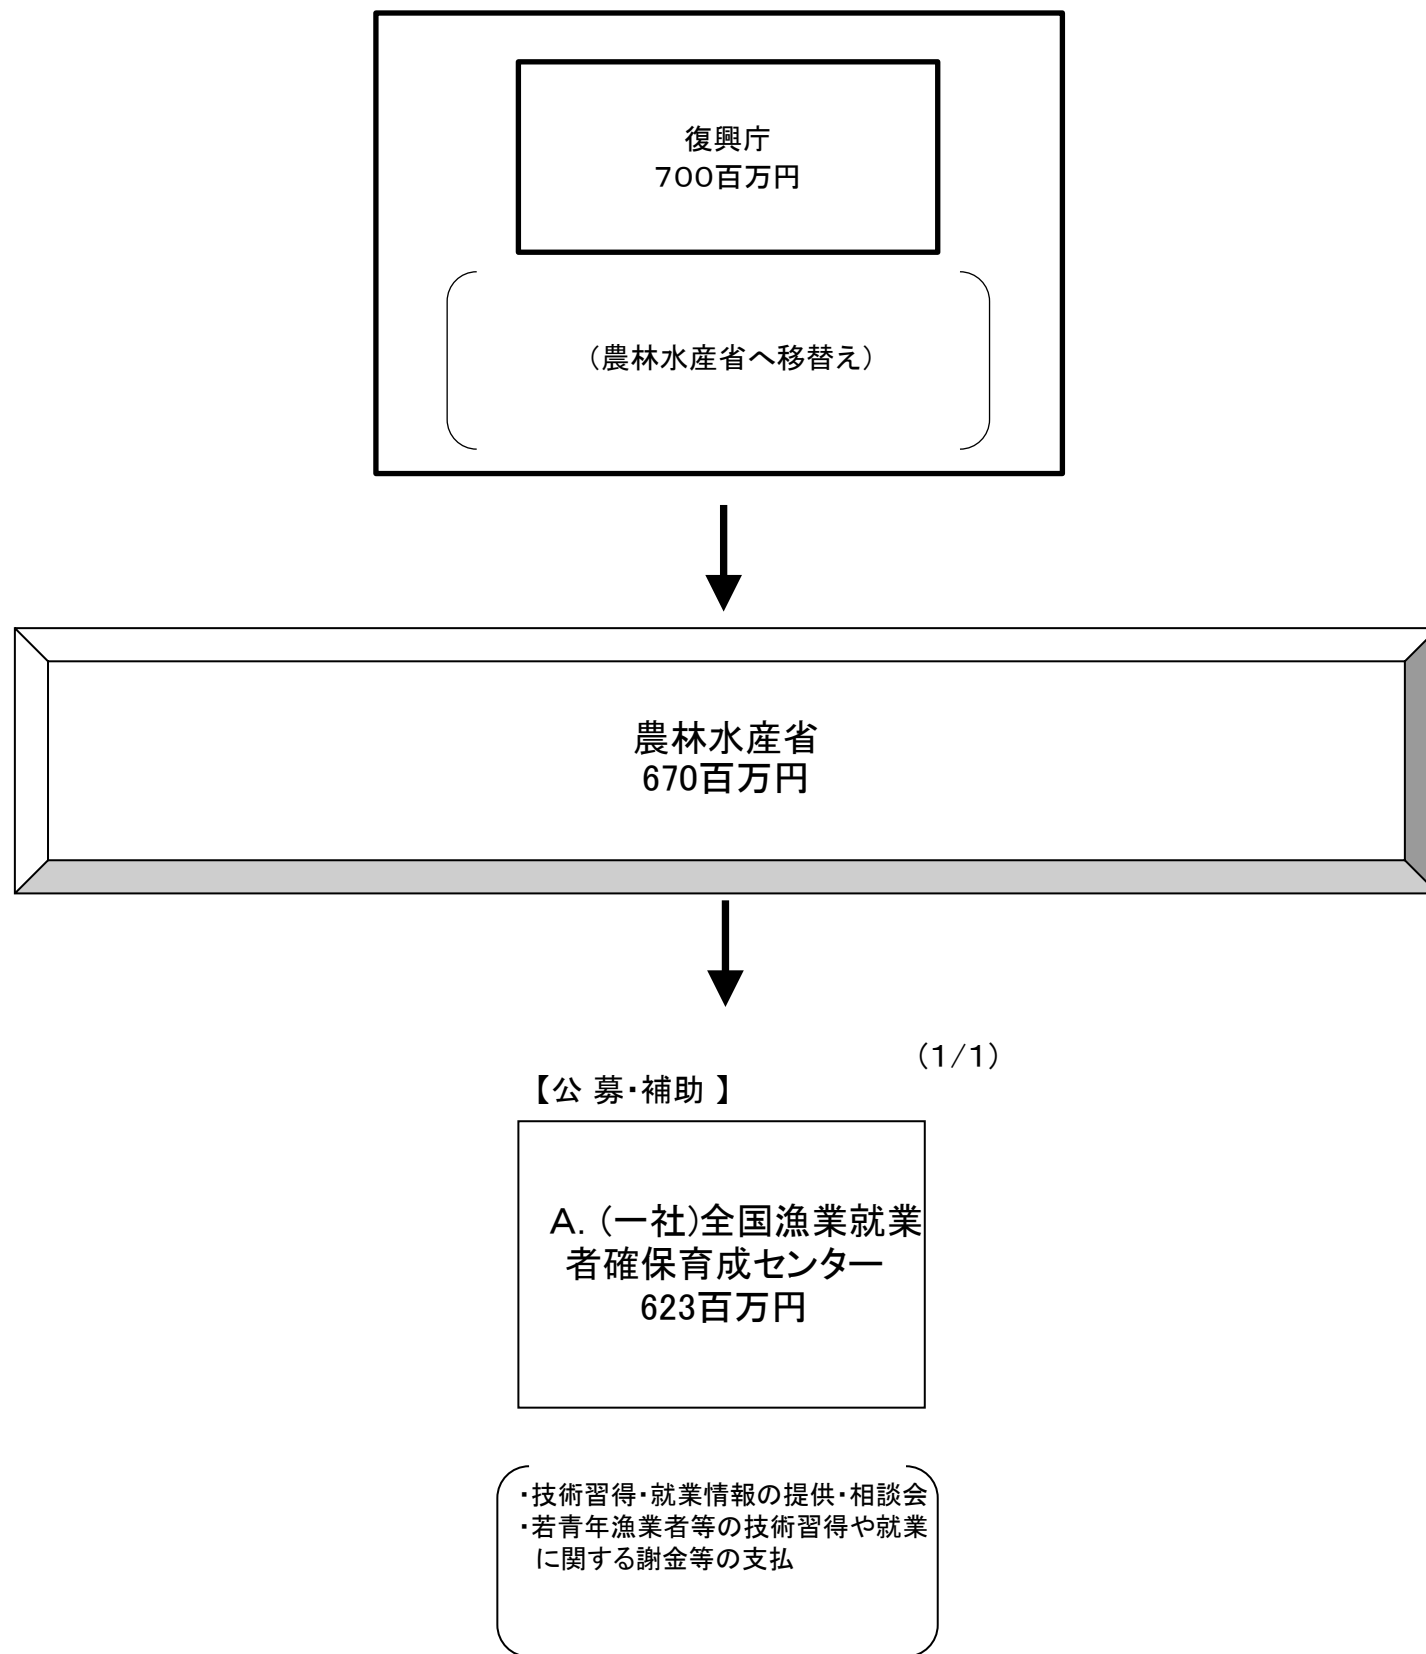 復興庁
７００百万円
（農林水産省へ移替え）
農林水産省
670百万円
（１/１）
【公 募・補助 】
Ａ．（一社）全国漁業就業
者確保育成センター
623百万円
・技術習得・就業情報の提供・相談会
・若青年漁業者等の技術習得や就業
に関する謝金等の支払